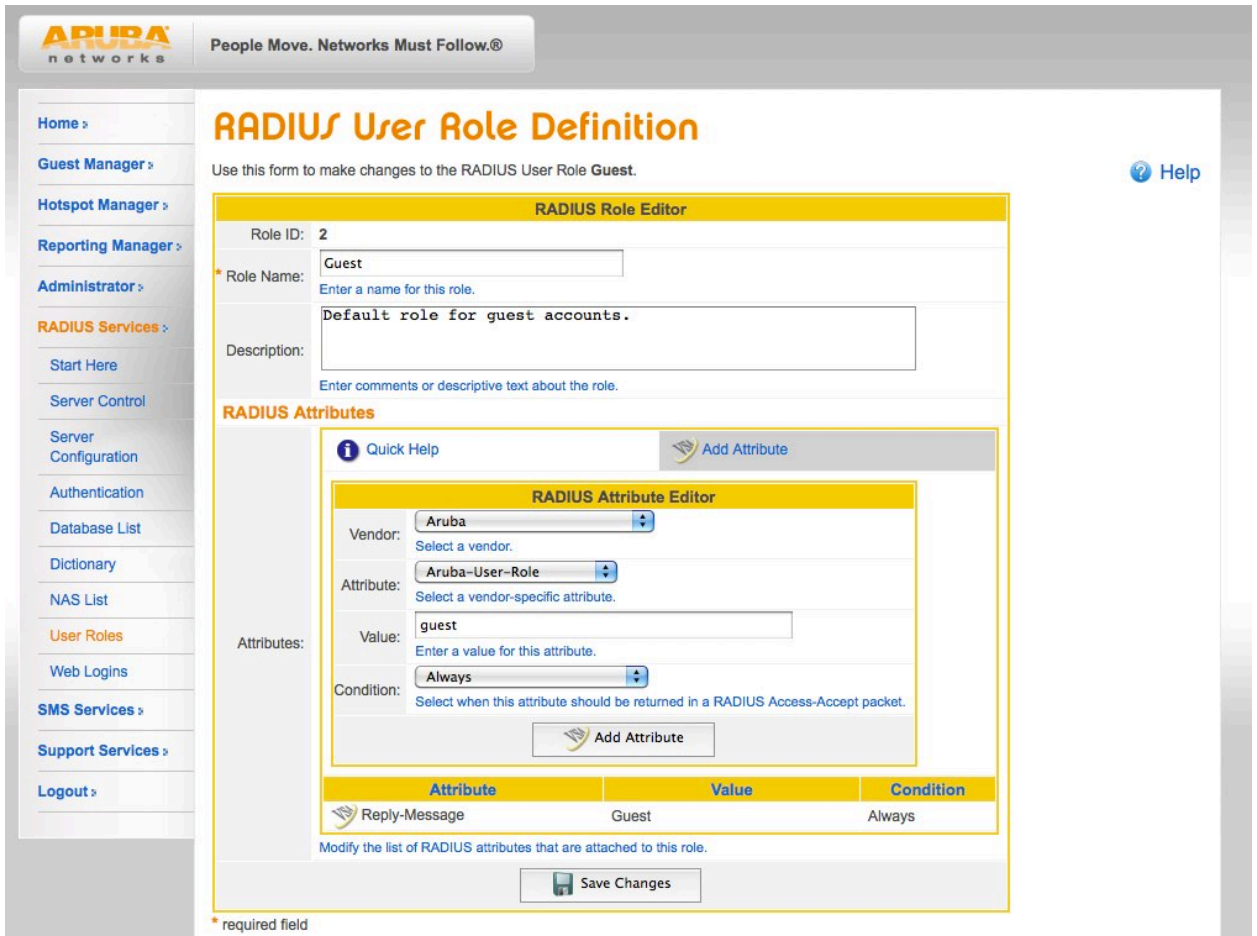 ARUBA
networks
People Move. Networks Must Follow.®
Home »
Guest Manager »
Hotspot Manager »
Reporting Manager »
Administrator »
RADIUS Services »
Start Here
Server Control
Server
Configuration
Authentication
Database List
Dictionary
NAS List
User Roles
Web Logins
SMS Services »
Support Services »
Logout »
RADIUS User Role Definition
Use this form to make changes to the RADIUS User Role Guest.
Help
RADIUS Role Editor
Role ID: 2
* Role Name: Guest
Enter a name for this role.
Description: Default role for guest accounts.
Enter comments or descriptive text about the role.
RADIUS Attributes
Attributes:
Quick Help
Add Attribute
RADIUS Attribute Editor
Vendor: Aruba
Select a vendor.
Attribute: Aruba-User-Role
Select a vendor-specific attribute.
Value: guest
Enter a value for this attribute.
Condition: Always
Select when this attribute should be returned in a RADIUS Access-Accept packet.
Add Attribute
Attribute Value Condition
Reply-Message Guest Always
Modify the list of RADIUS attributes that are attached to this role.
Save Changes
* required field